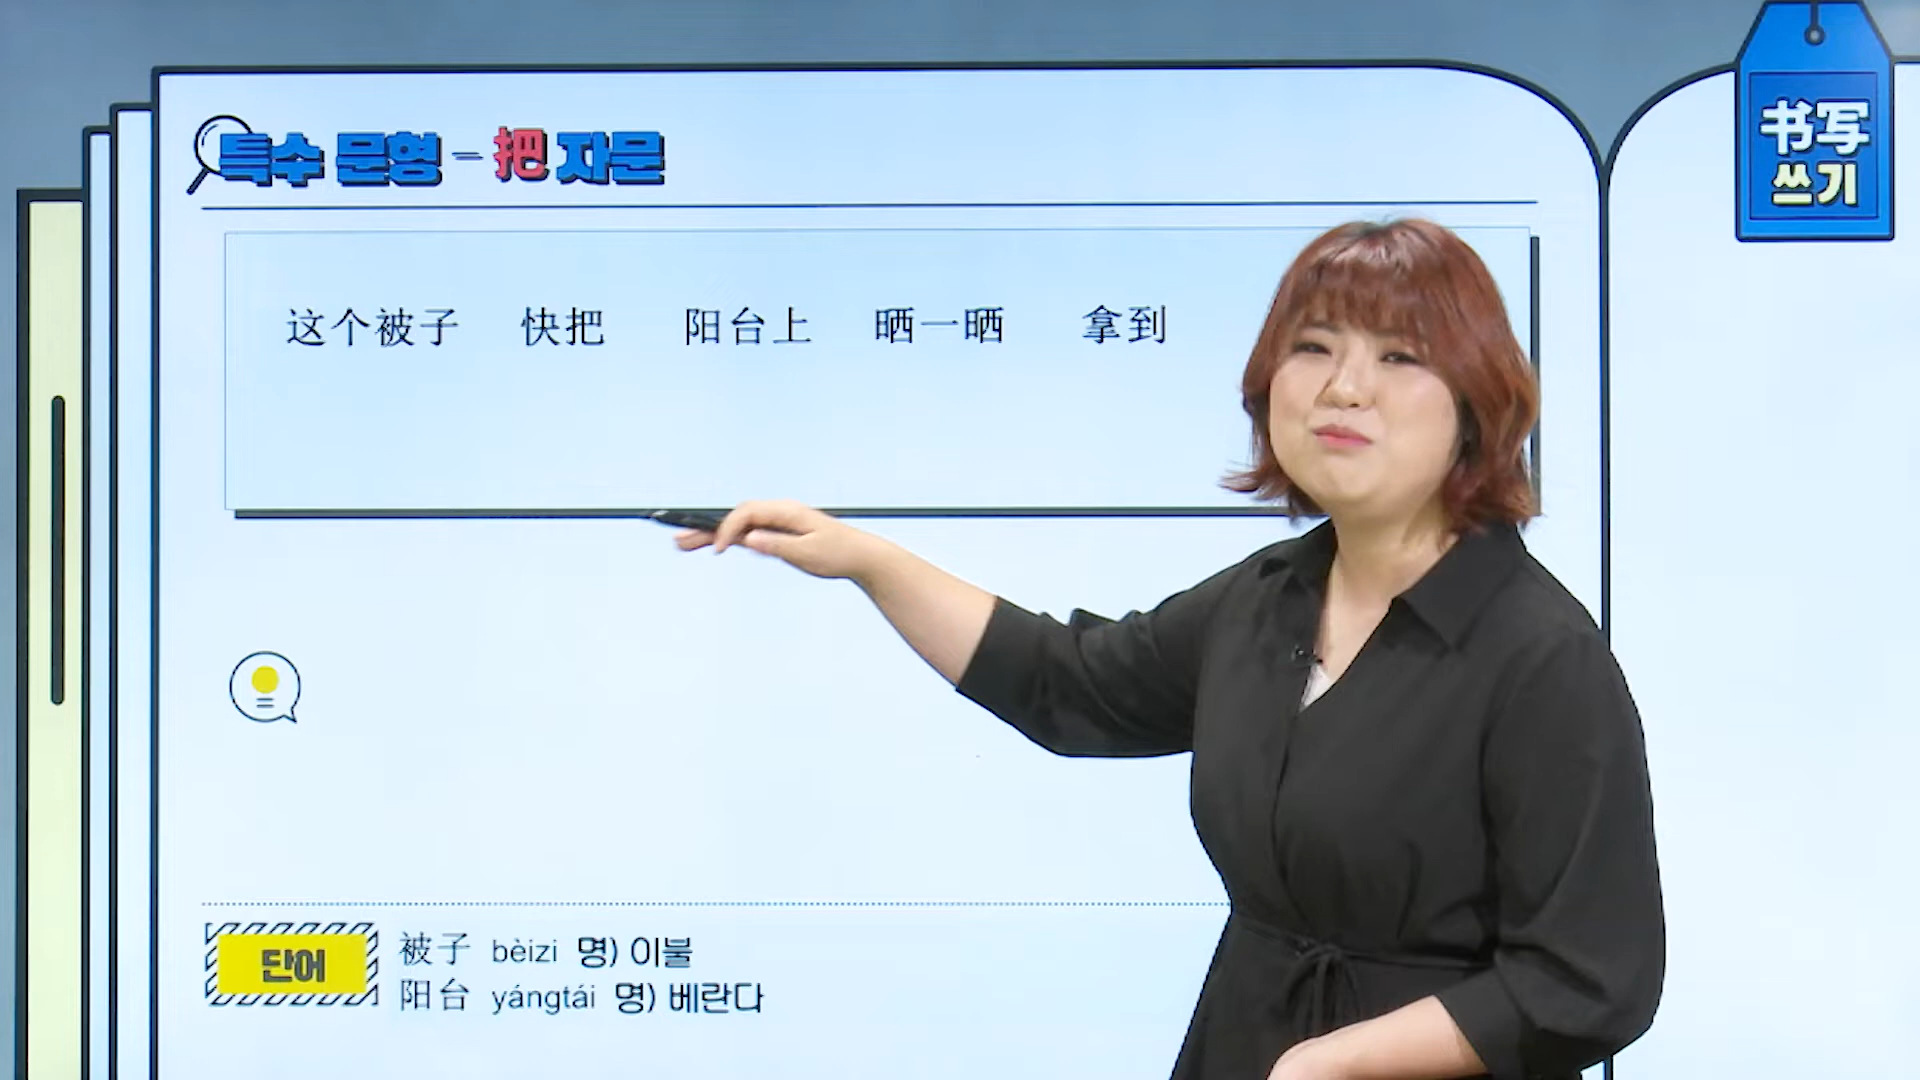 特수 문형 – 把 자문
书写
쓰기
这个被子 快把 阳台上 晒一晒 拿到
단어
被子 bèizi 명) 이불
阳台 yángtái 명) 베란다